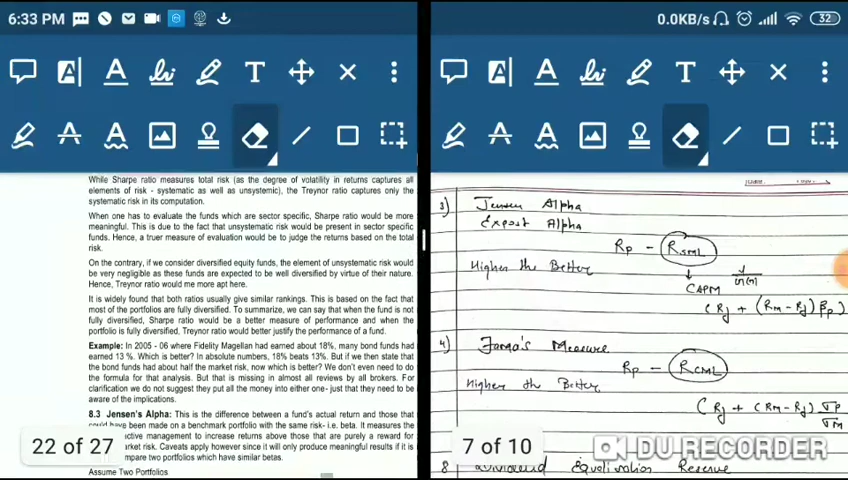 6:33 PM
0.0KB/s
32
While Sharpe ratio measures total risk (as the degree of volatility in returns captures all
elements of risk - systematic as well as unsystemic), the Treynor ratio captures only the
systematic risk in its computation.
When one has to evaluate the funds which are sector specific, Sharpe ratio would be more
meaningful. This is due to the fact that unsystematic risk would be present in sector specific
funds. Hence, a truer measure of evaluation would be to judge the returns based on the total
risk.
On the contrary, if we consider diversified equity funds, the element of unsystematic risk would
be very negligible as these funds are expected to be well diversified by virtue of their nature.
Hence, Treynor ratio would me more apt here.
It is widely found that both ratios usually give similar rankings. This is based on the fact that
most of the portfolios are fully diversified. To summarize, we can say that when the fund is not
fully diversified, Sharpe ratio would be a better measure of performance and when the
portfolio is fully diversified, Treynor ratio would better justify the performance of a fund.
Example: In 2005 - 06 where Fidelity Magellan had earned about 18%, many bond funds had
earned 13 %. Which is better? In absolute numbers, 18% beats 13%. But if we then state that
the bond funds had about half the market risk, now which is better? We don't even need to do
the formula for that analysis. But that is missing in almost all reviews by all brokers. For
clarification we do not suggest they put all the money into either one- just that they need to be
aware of the implications.
8.3 Jensen's Alpha: This is the difference between a fund's actual return and those that
could have been made on a benchmark portfolio with the same risk - i.e. beta. It measures the
active management to increase returns above those that are purely a reward for
market risk. Caveats apply however since it will only produce meaningful results if it is
compare two portfolios which have similar betas.
Assume Two Portfolios
22 of 27
3) Jensen Alpha
Expost Alpha
Rp - RSML
Higher the Better
CAPM
(Rf + (Rm - Rf) βp)
4) Fama's Measure
Rp - RCML
Higher the Better
(Rf + (Rm - Rf) σp
σm
7 of 10
DU RECORDER
8 Dividend Equalisation Reserve